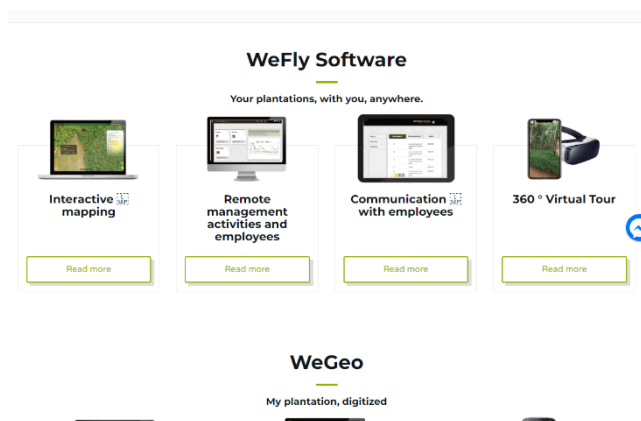 WeFly Software
Your plantations, with you, anywhere.
Interactive
mapping
Read more
Remote
management
activities and
employees
Read more
Communication
with employees
Read more
360 ° Virtual Tour
Read more
WeGeo
My plantation, digitized